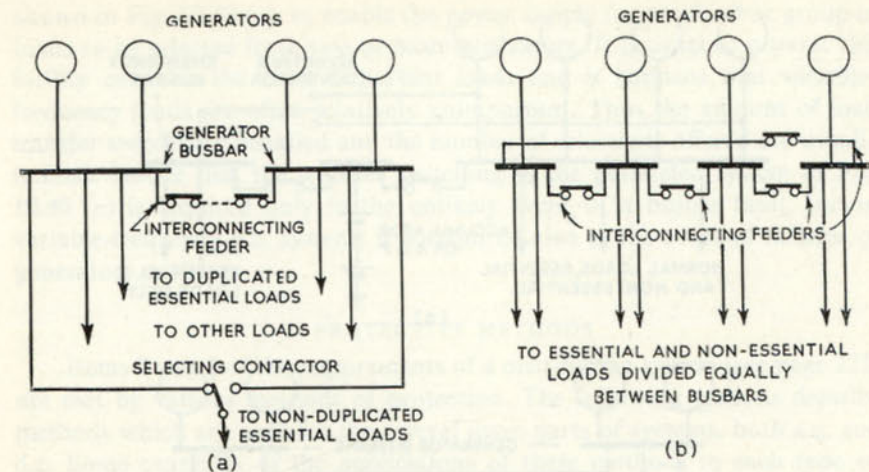 GENERATORS
GENERATOR
BUSBAR
INTERCONNECTING
FEEDER
TO DUPLICATED
ESSENTIAL LOADS
TO OTHER LOADS
SELECTING CONTACTOR
TO NON-DUPLICATED
ESSENTIAL LOADS
(a)
GENERATORS
INTERCONNECTING FEEDERS
TO ESSENTIAL AND NON-ESSENTIAL
LOADS DIVIDED EQUALLY
BETWEEN BUSBARS
(b)